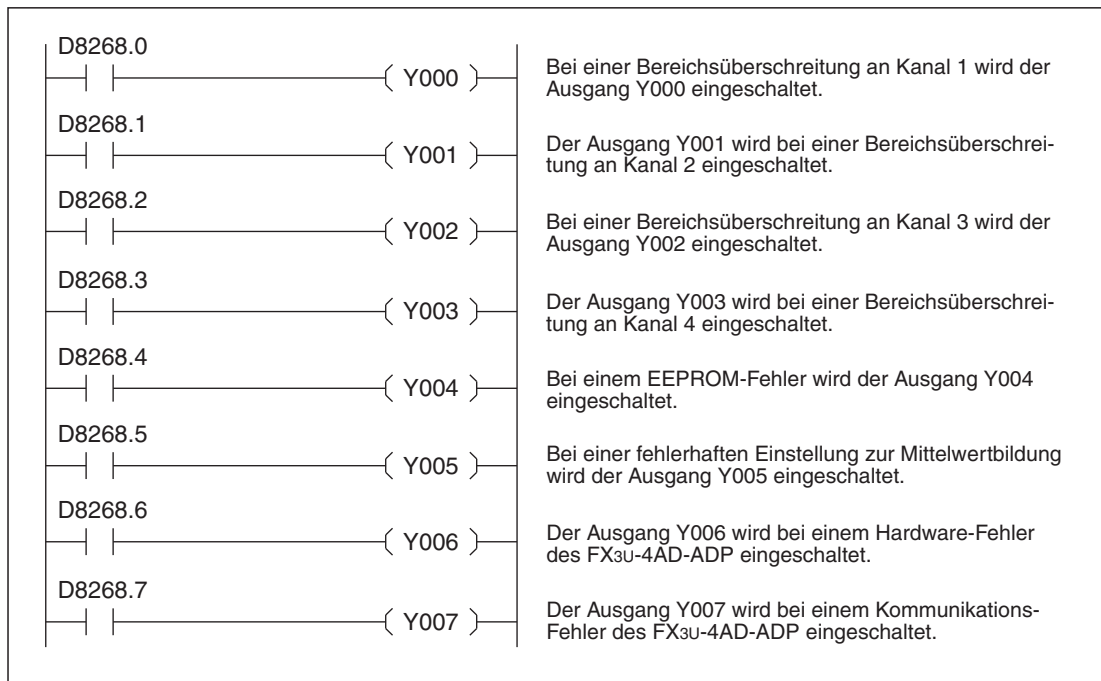 D8268.0
Y000
Bei einer Bereichsüberschreitung an Kanal 1 wird der
Ausgang Y000 eingeschaltet.
D8268.1
Y001
Der Ausgang Y001 wird bei einer Bereichsüberschrei-
tung an Kanal 2 eingeschaltet.
D8268.2
Y002
Bei einer Bereichsüberschreitung an Kanal 3 wird der
Ausgang Y002 eingeschaltet.
D8268.3
Y003
Der Ausgang Y003 wird bei einer Bereichsüberschrei-
tung an Kanal 4 eingeschaltet.
D8268.4
Y004
Bei einem EEPROM-Fehler wird der Ausgang Y004
eingeschaltet.
D8268.5
Y005
Bei einer fehlerhaften Einstellung zur Mittelwertbildung
wird der Ausgang Y005 eingeschaltet.
D8268.6
Y006
Der Ausgang Y006 wird bei einem Hardware-Fehler
des FX3U-4AD-ADP eingeschaltet.
D8268.7
Y007
Der Ausgang Y007 wird bei einem Kommunikations-
Fehler des FX3U-4AD-ADP eingeschaltet.